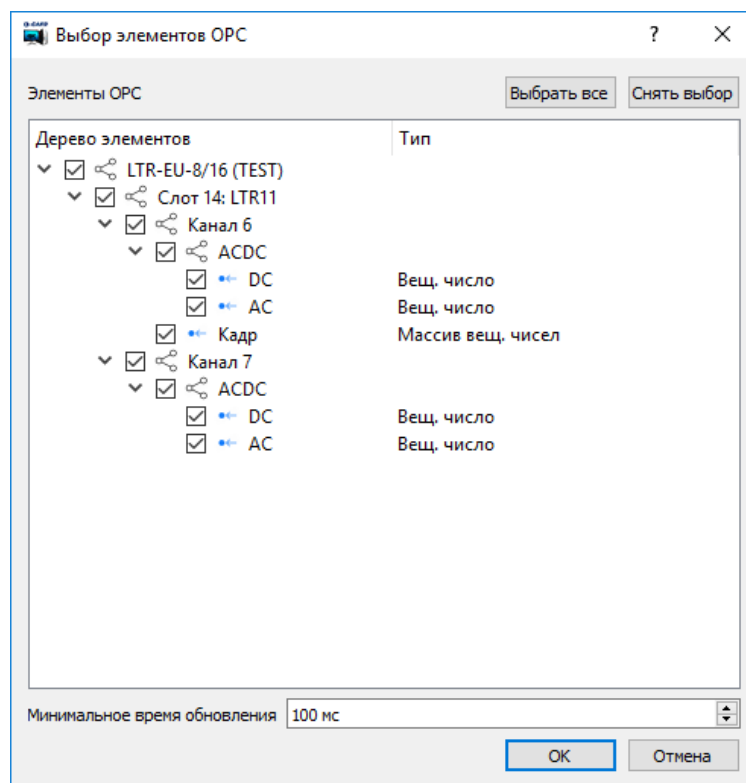 Выбор элементов OPC
?
Элементы OPC
Выбрать все
Снять выбор
Дерево элементов Тип
LTR-EU-8/16 (TEST)
Слот 14: LTR11
Канал 6
ACDC
DC Вещ. число
AC Вещ. число
Кадр Массив вещ. чисел
Канал 7
ACDC
DC Вещ. число
AC Вещ. число
Минимальное время обновления 100 мс
OK
Отмена